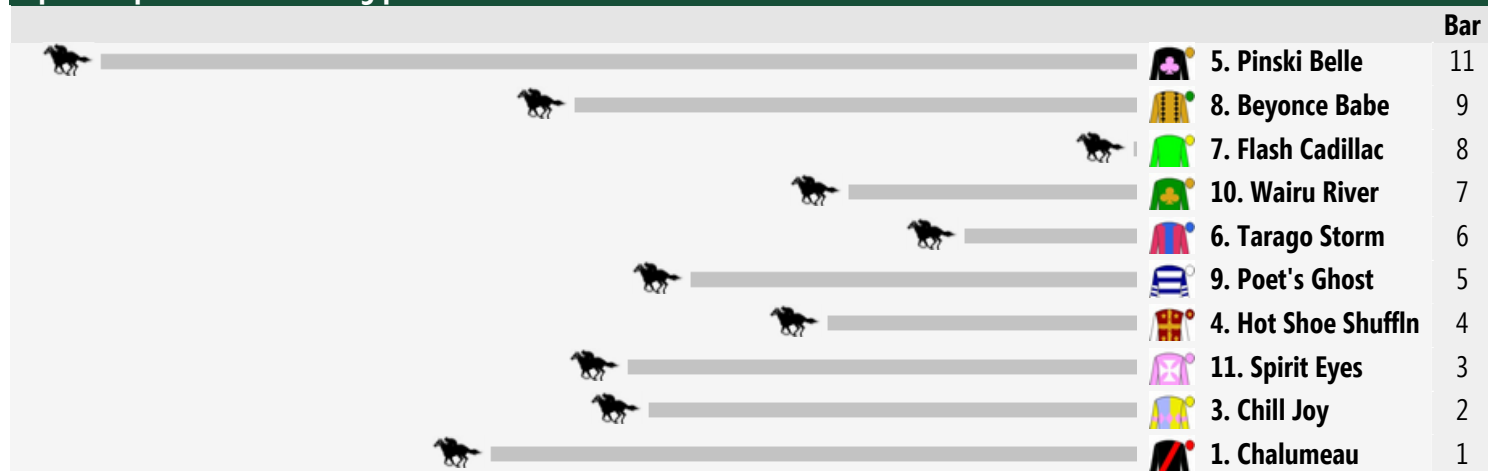 Bar
5. Pinski Belle 11
8. Beyonce Babe 9
7. Flash Cadillac 8
10. Wairu River 7
6. Tarago Storm 6
9. Poet's Ghost 5
4. Hot Shoe Shuffln 4
11. Spirit Eyes 3
3. Chill Joy 2
1. Chalumeau 1